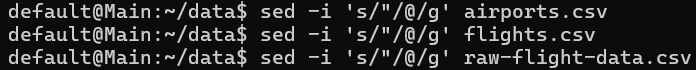 default@Main:~/data$ sed -i 's/"/@/g' airports.csv
default@Main:~/data$ sed -i 's/"/@/g' flights.csv
default@Main:~/data$ sed -i 's/"/@/g' raw-flight-data.csv